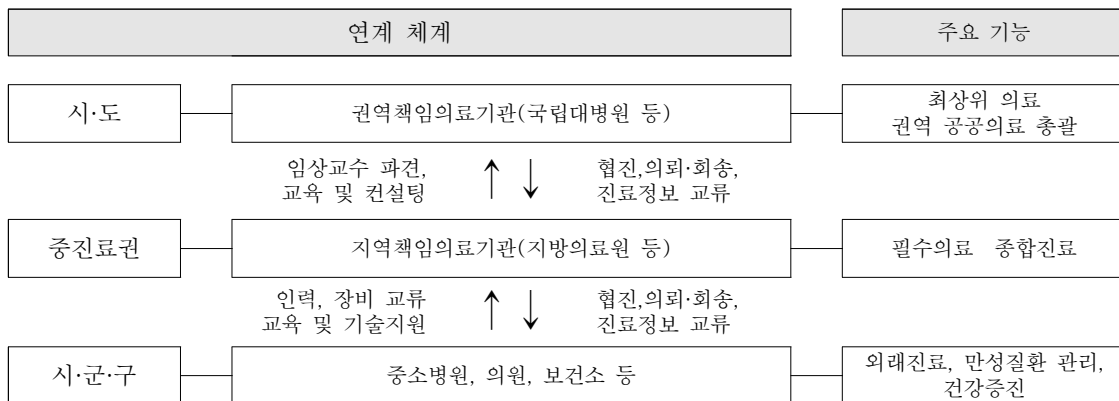 연계 체계
주요 기능
시·도
권역책임의료기관(국립대병원 등)
최상위 의료
권역 공공의료 총괄
임상교수 파견,
교육 및 컨설팅
협진,의뢰·회송,
진료정보 교류
중진료권
지역책임의료기관(지방의료원 등)
필수의료 종합진료
인력, 장비 교류
교육 및 기술지원
협진,의뢰·회송,
진료정보 교류
시·군·구
중소병원, 의원, 보건소 등
외래진료, 만성질환 관리,
건강증진